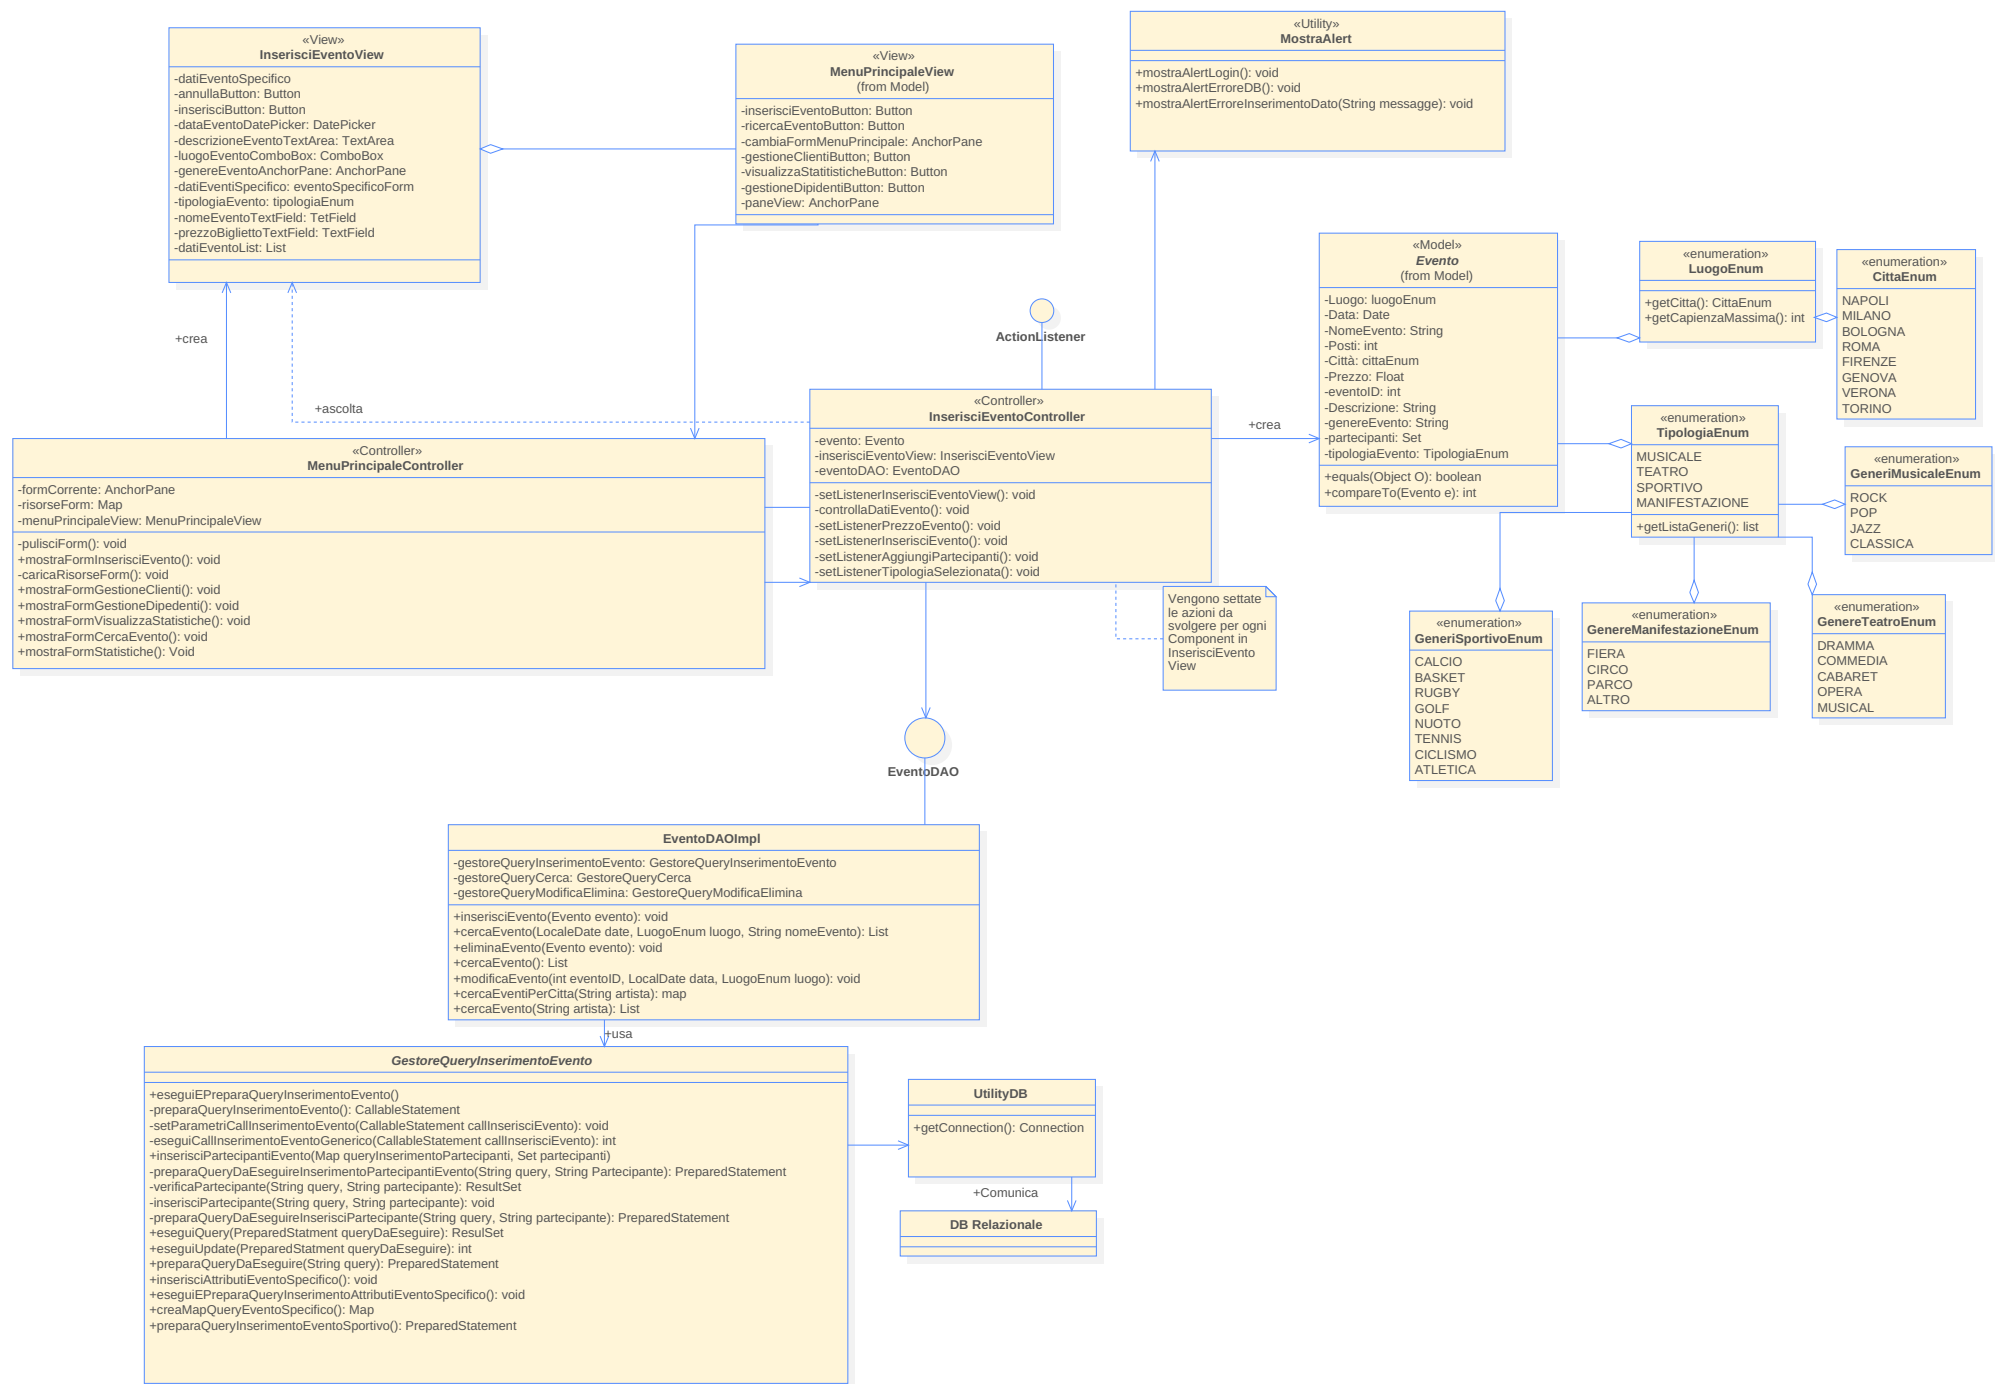 «View»
InserisciEventoView
-datiEventoSpecifico
-annullaButton: Button
-inserisciButton: Button
-dataEventoDatePicker: DatePicker
-descrizioneEventoTextArea: TextArea
-luogoEventoComboBox: ComboBox
-genereEventoAnchorPane: AnchorPane
-datiEventiSpecifico: eventoSpecificoForm
-tipologiaEvento: tipologiaEnum
-nomeEventoTextField: TetField
-prezzoBigliettoTextField: TextField
-datiEventoList: List
«View»
MenuPrincipaleView
(from Model)
-inserisciEventoButton: Button
-ricercaEventoButton: Button
-cambiaFormMenuPrincipale: AnchorPane
-gestioneClientiButton; Button
-visualizzaStatitisticheButton: Button
-gestioneDipidentiButton: Button
-paneView: AnchorPane
«Utility»
MostraAlert
+mostraAlertLogin(): void
+mostraAlertErroreDB(): void
+mostraAlertErroreInserimentoDato(String messagge): void
+crea
+ascolta
ActionListener
«Controller»
MenuPrincipaleController
-formCorrente: AnchorPane
-risorseForm: Map
-menuPrincipaleView: MenuPrincipaleView
-pulisciForm(): void
+mostraFormInserisciEvento(): void
-caricaRisorseForm(): void
+mostraFormGestioneClienti(): void
+mostraFormGestioneDipedenti(): void
+mostraFormVisualizzaStatistiche(): void
+mostraFormCercaEvento(): void
+mostraFormStatistiche(): Void
«Controller»
InserisciEventoController
-evento: Evento
-inserisciEventoView: InserisciEventoView
-eventoDAO: EventoDAO
-setListenerInserisciEventoView(): void
-controllaDatiEvento(): void
-setListenerPrezzoEvento(): void
-setListenerInserisciEvento(): void
-setListenerAggiungiPartecipanti(): void
-setListenerTipologiaSelezionata(): void
Vengono settate
le azioni da
svolgere per ogni
Component in
InserisciEvento
View
+crea
«Model»
Evento
(from Model)
-Luogo: luogoEnum
-Data: Date
-NomeEvento: String
-Posti: int
-Città: cittaEnum
-Prezzo: Float
-eventoID: int
-Descrizione: String
-genereEvento: String
-partecipanti: Set
-tipologiaEvento: TipologiaEnum
+equals(Object O): boolean
+compareTo(Evento e): int
«enumeration»
LuogoEnum
+getCitta(): CittaEnum
+getCapienzaMassima(): int
«enumeration»
CittaEnum
NAPOLI
MILANO
BOLOGNA
ROMA
FIRENZE
GENOVA
VERONA
TORINO
«enumeration»
TipologiaEnum
MUSICALE
TEATRO
SPORTIVO
MANIFESTAZIONE
+getListaGeneri(): list
«enumeration»
GeneriMusicaleEnum
ROCK
POP
JAZZ
CLASSICA
«enumeration»
GeneriSportivoEnum
CALCIO
BASKET
RUGBY
GOLF
NUOTO
TENNIS
CICLISMO
ATLETICA
«enumeration»
GenereManifestazioneEnum
FIERA
CIRCO
PARCO
ALTRO
«enumeration»
GenereTeatroEnum
DRAMMA
COMMEDIA
CABARET
OPERA
MUSICAL
EventoDAO
EventoDAOImpl
-gestoreQueryInserimentoEvento: GestoreQueryInserimentoEvento
-gestoreQueryCerca: GestoreQueryCerca
-gestoreQueryModificaElimina: GestoreQueryModificaElimina
+inserisciEvento(Evento evento): void
+cercaEvento(LocaleDate date, LuogoEnum luogo, String nomeEvento): List
+eliminaEvento(Evento evento): void
+cercaEvento(): List
+modificaEvento(int eventoID, LocalDate data, LuogoEnum luogo): void
+cercaEventiPerCitta(String artista): map
+cercaEvento(String artista): List
+usa
GestoreQueryInserimentoEvento
+eseguiEPreparaQueryInserimentoEvento()
-preparaQueryInserimentoEvento(): CallableStatement
-setParametriCallInserimentoEvento(CallableStatement callInserisciEvento): void
-eseguiCallInserimentoEventoGenerico(CallableStatement callInserisciEvento): int
+inserisciPartecipantiEvento(Map queryInserimentoPartecipanti, Set partecipanti)
-preparaQueryDaEseguireInserimentoPartecipantiEvento(String query, String Partecipante): PreparedStatement
-verificaPartecipante(String query, String partecipante): ResultSet
-inserisciPartecipante(String query, String partecipante): void
-preparaQueryDaEseguireInserisciPartecipante(String query, String partecipante): PreparedStatement
+eseguiQuery(PreparedStatment queryDaEseguire): ResulSet
+eseguiUpdate(PreparedStatment queryDaEseguire): int
+preparaQueryDaEseguire(String query): PreparedStatement
+inserisciAttributiEventoSpecifico(): void
+eseguiEPreparaQueryInserimentoAttributiEventoSpecifico(): void
+creaMapQueryEventoSpecifico(): Map
+preparaQueryInserimentoEventoSportivo(): PreparedStatement
UtilityDB
+getConnection(): Connection
+Comunica
DB Relazionale